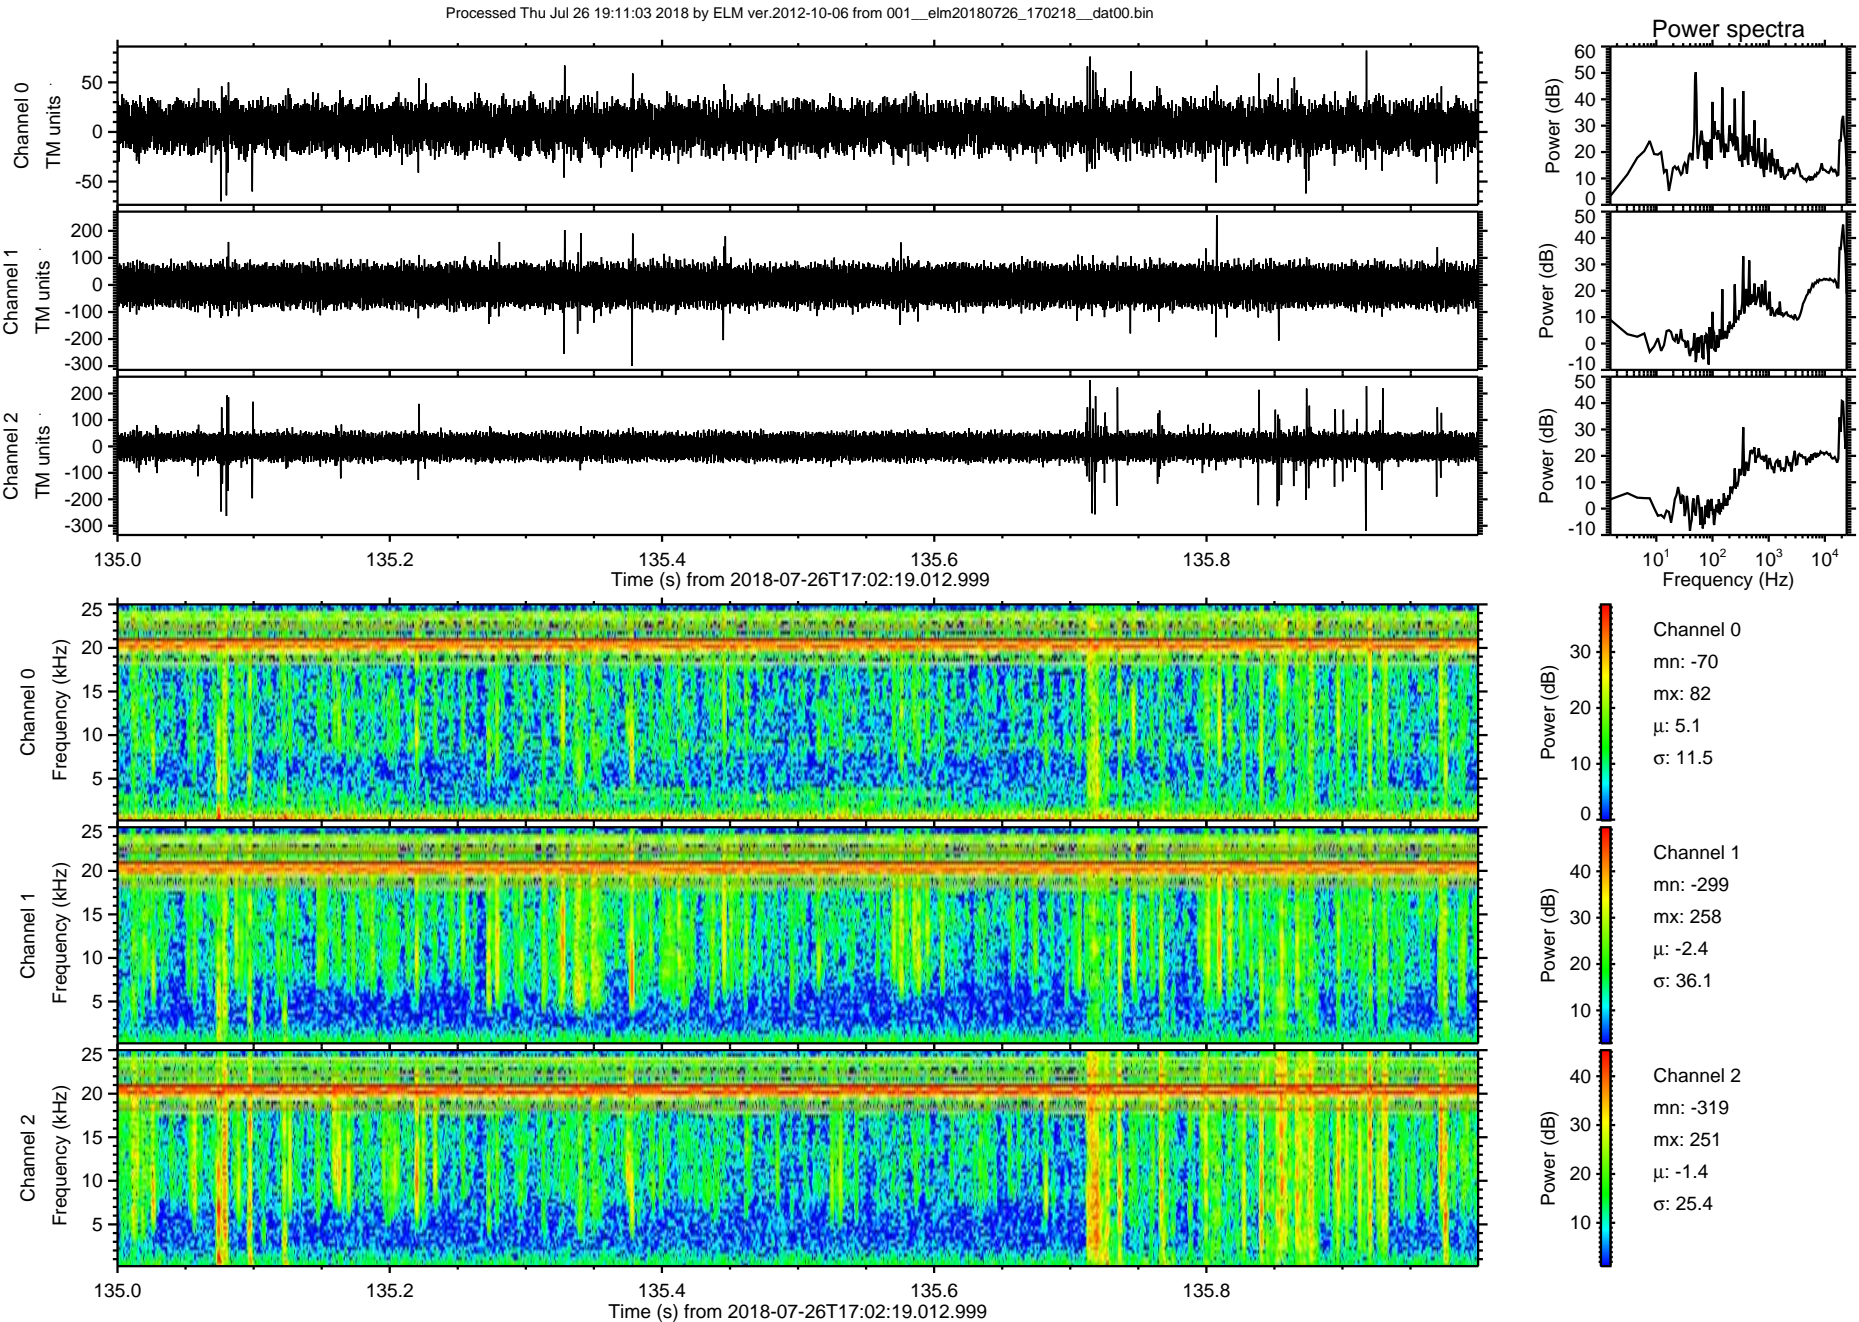 Processed Thu Jul 26 19:11:03 2018 by ELM ver.2012-10-06 from 001__elm20180726_170218__dat00.bin
Power spectra
Channel 0
TM units
50
0
-50
Power (dB)
60
50
40
30
20
10
0
Channel 1
TM units
200
100
0
-100
-200
-300
Power (dB)
50
40
30
20
10
0
-10
Channel 2
TM units
200
100
0
-100
-200
-300
Power (dB)
50
40
30
20
10
0
-10
135.0 135.2 135.4 135.6 135.8
Time (s) from 2018-07-26T17:02:19.012.999
10^1 10^2 10^3 10^4
Frequency (Hz)
Channel 0
Frequency (kHz)
25
20
15
10
5
Power (dB)
30
20
10
0
Channel 0
mn: -70
mx: 82
μ: 5.1
σ: 11.5
Channel 1
Frequency (kHz)
25
20
15
10
5
Power (dB)
40
30
20
10
Channel 1
mn: -299
mx: 258
μ: -2.4
σ: 36.1
Channel 2
Frequency (kHz)
25
20
15
10
5
Power (dB)
40
30
20
10
Channel 2
mn: -319
mx: 251
μ: -1.4
σ: 25.4
135.0 135.2 135.4 135.6 135.8
Time (s) from 2018-07-26T17:02:19.012.999